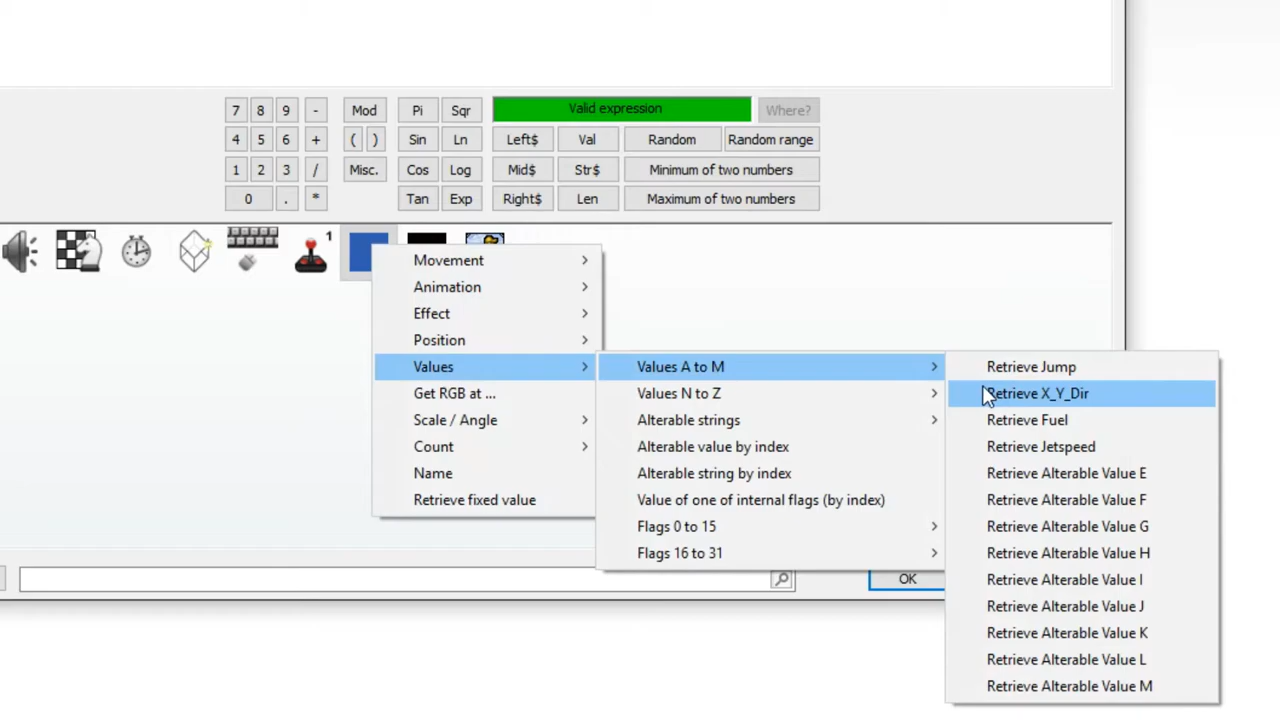 7 8 9 - Mod Pi Sqr Valid expression Where?
4 5 6 + ( ) Sin Ln Left$ Val Random Random range
1 2 3 / Misc. Cos Log Mid$ Str$ Minimum of two numbers
0 . * Tan Exp Right$ Len Maximum of two numbers
1
Movement
Animation
Effect
Position
Values
Get RGB at ...
Scale / Angle
Count
Name
Retrieve fixed value
Values A to M
Values N to Z
Alterable strings
Alterable value by index
Alterable string by index
Value of one of internal flags (by index)
Flags 0 to 15
Flags 16 to 31
Retrieve Jump
Retrieve X_Y_Dir
Retrieve Fuel
Retrieve Jetspeed
Retrieve Alterable Value E
Retrieve Alterable Value F
Retrieve Alterable Value G
Retrieve Alterable Value H
Retrieve Alterable Value I
Retrieve Alterable Value J
Retrieve Alterable Value K
Retrieve Alterable Value L
Retrieve Alterable Value M
OK